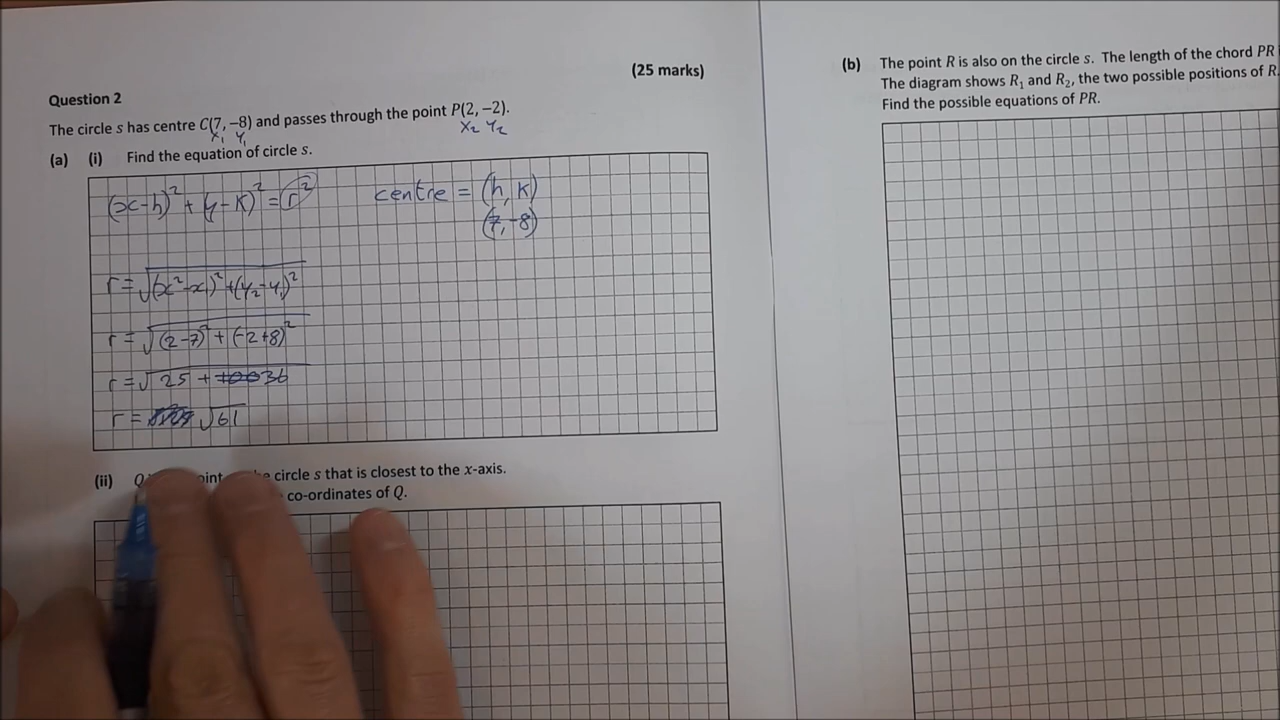 (25 marks)
Question 2
The circle s has centre C(7, −8) and passes through the point P(2, −2).
x₁ y₁ x₂ y₂
(a) (i) Find the equation of circle s.
(x−h)² + (y−k)² = r²
centre = (h, k)
(7, −8)
r = √(x²−x₁)² + (y₂−y₁)²
r = √(2−7)² + (−2+8)²
r = √25 + 36
r = √61
(ii) Q circle s that is closest to the x-axis.
co-ordinates of Q.
(b) The point R is also on the circle s. The length of the chord PR
The diagram shows R₁ and R₂, the two possible positions of R.
Find the possible equations of PR.